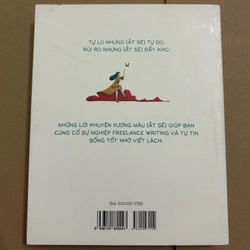 TỰ LO NHƯNG (ẮT SẼ) TỰ DO.
RỦI RO NHƯNG (ẮT SẼ) ĐẦY KHO.
NHỮNG LỜI KHUYÊN XƯƠNG MÁU (ẮT SẼ) GIÚP BẠN
CỦNG CỐ SỰ NGHIỆP FREELANCE WRITING VÀ TỰ TIN
SỐNG TỐT NHỜ VIẾT LÁCH.